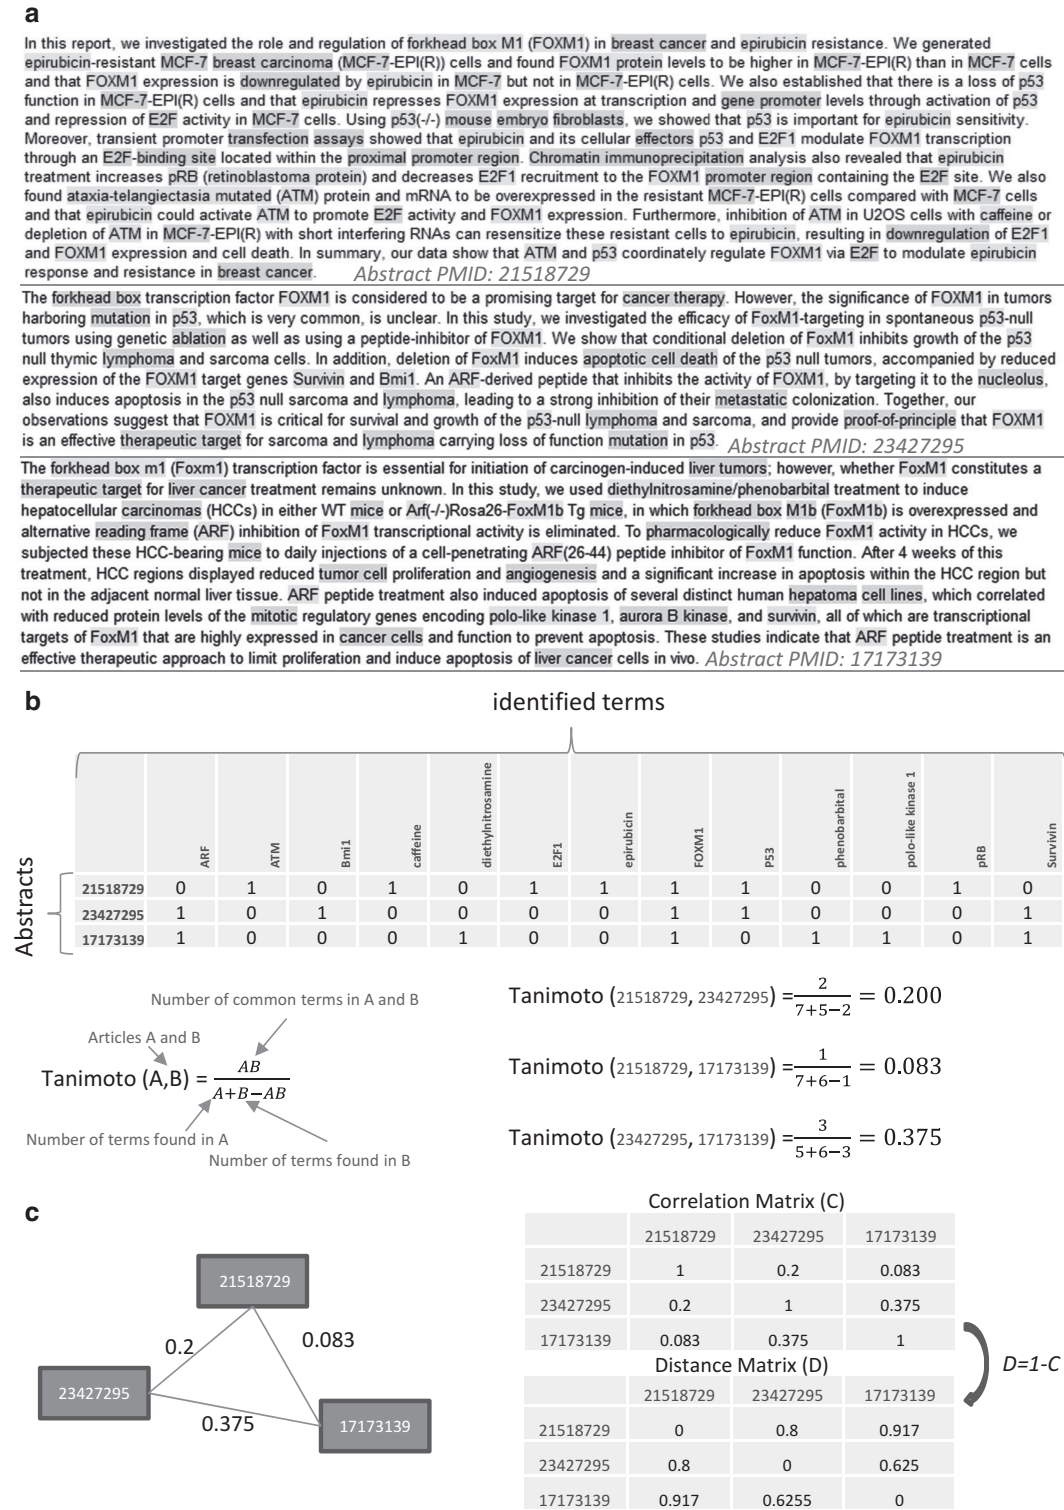 a
In this report, we investigated the role and regulation of forkhead box M1 (FOXM1) in breast cancer and epirubicin resistance. We generated
epirubicin-resistant MCF-7 breast carcinoma (MCF-7-EPI(R)) cells and found FOXM1 protein levels to be higher in MCF-7-EPI(R) than in MCF-7 cells
and that FOXM1 expression is downregulated by epirubicin in MCF-7 but not in MCF-7-EPI(R) cells. We also established that there is a loss of p53
function in MCF-7-EPI(R) cells and that epirubicin represses FOXM1 expression at transcription and gene promoter levels through activation of p53
and repression of E2F activity in MCF-7 cells. Using p53(-/-) mouse embryo fibroblasts, we showed that p53 is important for epirubicin sensitivity.
Moreover, transient promoter transfection assays showed that epirubicin and its cellular effectors p53 and E2F1 modulate FOXM1 transcription
through an E2F-binding site located within the proximal promoter region. Chromatin immunoprecipitation analysis also revealed that epirubicin
treatment increases pRB (retinoblastoma protein) and decreases E2F1 recruitment to the FOXM1 promoter region containing the E2F site. We also
found ataxia-telangiectasia mutated (ATM) protein and mRNA to be overexpressed in the resistant MCF-7-EPI(R) cells compared with MCF-7 cells
and that epirubicin could activate ATM to promote E2F activity and FOXM1 expression. Furthermore, inhibition of ATM in U2OS cells with caffeine or
depletion of ATM in MCF-7-EPI(R) with short interfering RNAs can resensitize these resistant cells to epirubicin, resulting in downregulation of E2F1
and FOXM1 expression and cell death. In summary, our data show that ATM and p53 coordinately regulate FOXM1 via E2F to modulate epirubicin
response and resistance in breast cancer. Abstract PMID: 21518729
The forkhead box transcription factor FOXM1 is considered to be a promising target for cancer therapy. However, the significance of FOXM1 in tumors
harboring mutation in p53, which is very common, is unclear. In this study, we investigated the efficacy of FoxM1-targeting in spontaneous p53-null
tumors using genetic ablation as well as using a peptide-inhibitor of FOXM1. We show that conditional deletion of FoxM1 inhibits growth of the p53
null thymic lymphoma and sarcoma cells. In addition, deletion of FoxM1 induces apoptotic cell death of the p53 null tumors, accompanied by reduced
expression of the FOXM1 target genes Survivin and Bmi1. An ARF-derived peptide that inhibits the activity of FOXM1, by targeting it to the nucleolus,
also induces apoptosis in the p53 null sarcoma and lymphoma, leading to a strong inhibition of their metastatic colonization. Together, our
observations suggest that FOXM1 is critical for survival and growth of the p53-null lymphoma and sarcoma, and provide proof-of-principle that FOXM1
is an effective therapeutic target for sarcoma and lymphoma carrying loss of function mutation in p53. Abstract PMID: 23427295
The forkhead box m1 (Foxm1) transcription factor is essential for initiation of carcinogen-induced liver tumors; however, whether FoxM1 constitutes a
therapeutic target for liver cancer treatment remains unknown. In this study, we used diethylnitrosamine/phenobarbital treatment to induce
hepatocellular carcinomas (HCCs) in either WT mice or Arf(-/-)Rosa26-FoxM1b Tg mice, in which forkhead box M1b (FoxM1b) is overexpressed and
alternative reading frame (ARF) inhibition of FoxM1 transcriptional activity is eliminated. To pharmacologically reduce FoxM1 activity in HCCs, we
subjected these HCC-bearing mice to daily injections of a cell-penetrating ARF(26-44) peptide inhibitor of FoxM1 function. After 4 weeks of this
treatment, HCC regions displayed reduced tumor cell proliferation and angiogenesis and a significant increase in apoptosis within the HCC region but
not in the adjacent normal liver tissue. ARF peptide treatment also induced apoptosis of several distinct human hepatoma cell lines, which correlated
with reduced protein levels of the mitotic regulatory genes encoding polo-like kinase 1, aurora B kinase, and survivin, all of which are transcriptional
targets of FoxM1 that are highly expressed in cancer cells and function to prevent apoptosis. These studies indicate that ARF peptide treatment is an
effective therapeutic approach to limit proliferation and induce apoptosis of liver cancer cells in vivo. Abstract PMID: 17173139
b
identified terms
ARF ATM Bmi1 caffeine diethylnitrosamine E2F1 epirubicin FOXM1 P53 phenobarbital polo-like kinase 1 pRB Survivin
Abstracts
21518729 0 1 0 1 0 1 1 1 1 0 0 1 0
23427295 1 0 1 0 0 0 0 1 1 0 0 0 1
17173139 1 0 0 0 1 0 0 1 0 1 1 0 1
Number of common terms in A and B
Articles A and B
Tanimoto (A,B) = AB / A+B−AB
Number of terms found in A
Number of terms found in B
Tanimoto (21518729, 23427295) = 2 / 7+5−2 = 0.200
Tanimoto (21518729, 17173139) = 1 / 7+6−1 = 0.083
Tanimoto (23427295, 17173139) = 3 / 5+6−3 = 0.375
c
21518729
0.2
0.083
23427295
0.375
17173139
Correlation Matrix (C)
21518729 23427295 17173139
21518729 1 0.2 0.083
23427295 0.2 1 0.375
17173139 0.083 0.375 1
D=1-C
Distance Matrix (D)
21518729 23427295 17173139
21518729 0 0.8 0.917
23427295 0.8 0 0.625
17173139 0.917 0.6255 0